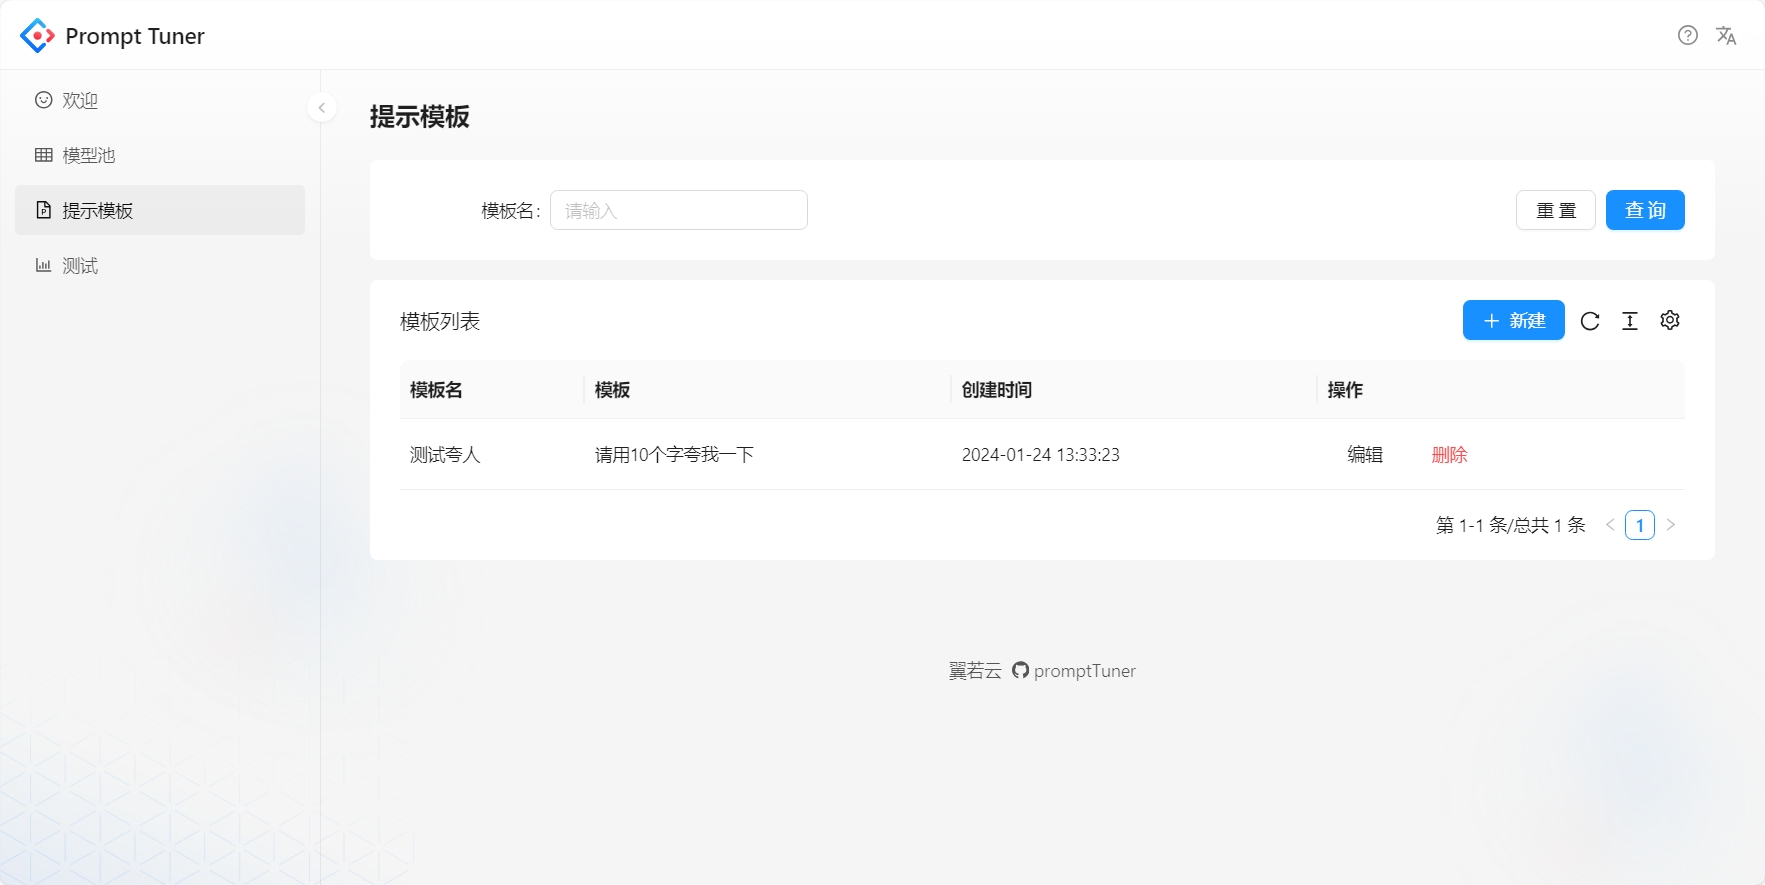 Prompt Tuner
欢迎
模型池
提示模板
测试
提示模板
模板名: 请输入 重置 查询
模板列表 新建
模板名 模板 创建时间 操作
测试夸人 请用10个字夸我一下 2024-01-24 13:33:23 编辑 删除
第 1-1 条/总共 1 条 1
翼若云 promptTuner